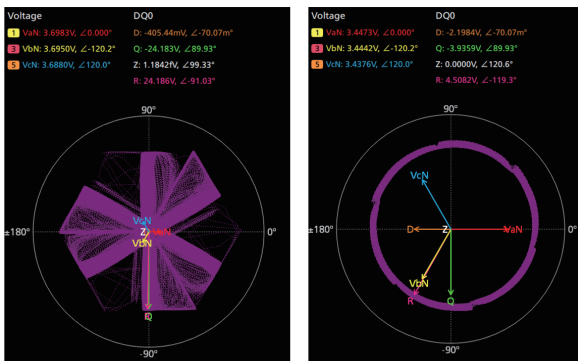 Voltage DQ0
1 VaN: 3.6983V, ∠0.000° D: -405.44mV, ∠-70.07m°
3 VbN: 3.6950V, ∠-120.2° Q: -24.183V, ∠89.93°
5 VcN: 3.6880V, ∠120.0° Z: 1.1842fV, ∠99.33°
R: 24.186V, ∠-91.03°
90°
VcN
±180° Z VaN 0°
VbN
Q
-90°
Voltage DQ0
1 VaN: 3.4473V, ∠0.000° D: -2.1984V, ∠-70.07m°
3 VbN: 3.4442V, ∠-120.2° Q: -3.9359V, ∠89.93°
5 VcN: 3.4376V, ∠120.0° Z: 0.0000V, ∠120.6°
R: 4.5082V, ∠-119.3°
90°
VcN
±180° D Z VaN 0°
VbN
R Q
-90°